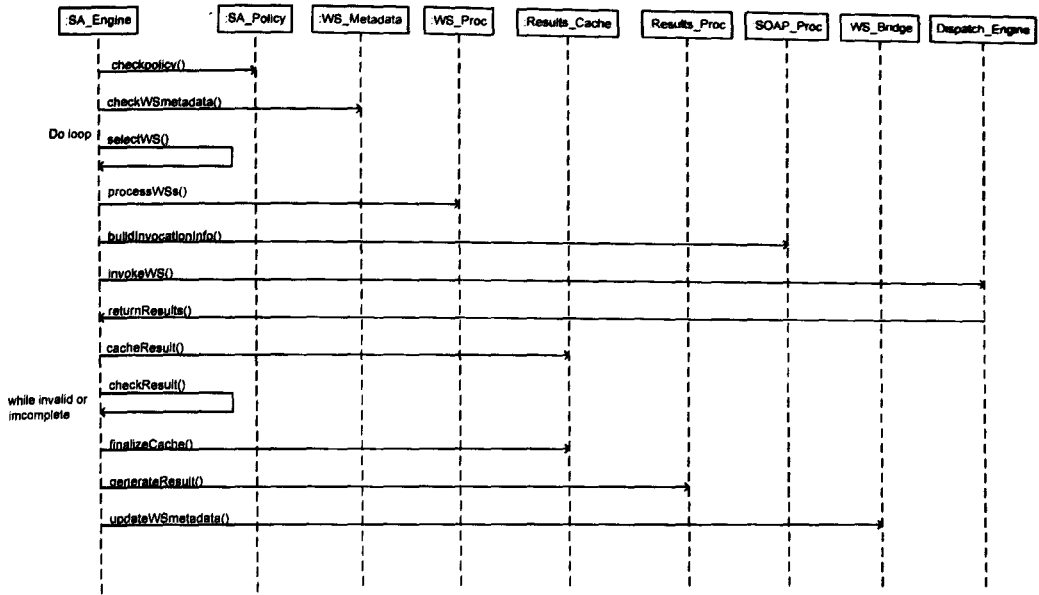 :SA_Engine
:SA_Policy
:WS_Metadata
:WS_Proc
:Results_Cache
Results_Proc
SOAP_Proc
WS_Bridge
Dispatch_Engine
checkpolicy()
checkWSmetadata()
Do loop
selectWS()
processWSs()
buildInvocationInfo()
invokeWS()
returnResults()
cacheResult()
checkResult()
while invalid or
imcomplete
finalizeCache()
generateResult()
updateWSmetadata()